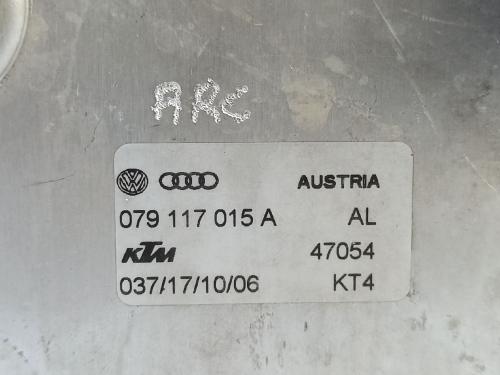 ARC
AUSTRIA
079 117 015 A AL
KTM 47054
037/17/10/06 KT4